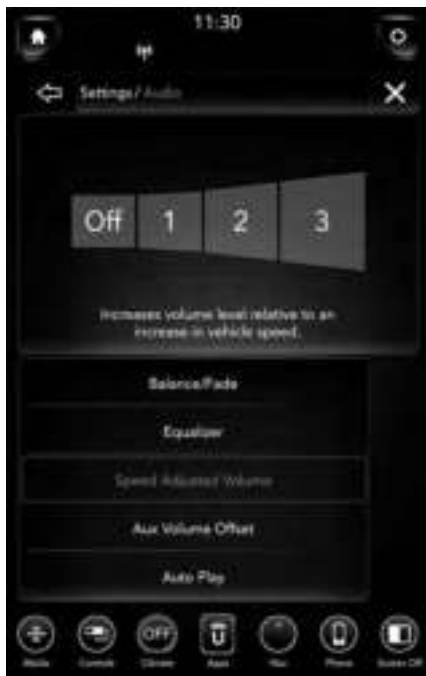 11:30
Settings/Audio
Off 1 2 3
Increases volume level relative to an
increase in vehicle speed.
Balance/Fade
Equalizer
Speed Adjusted Volume
Aux Volume Offset
Auto Play
OFF
Media Controls Climate Apps Nav Phone Screen Off